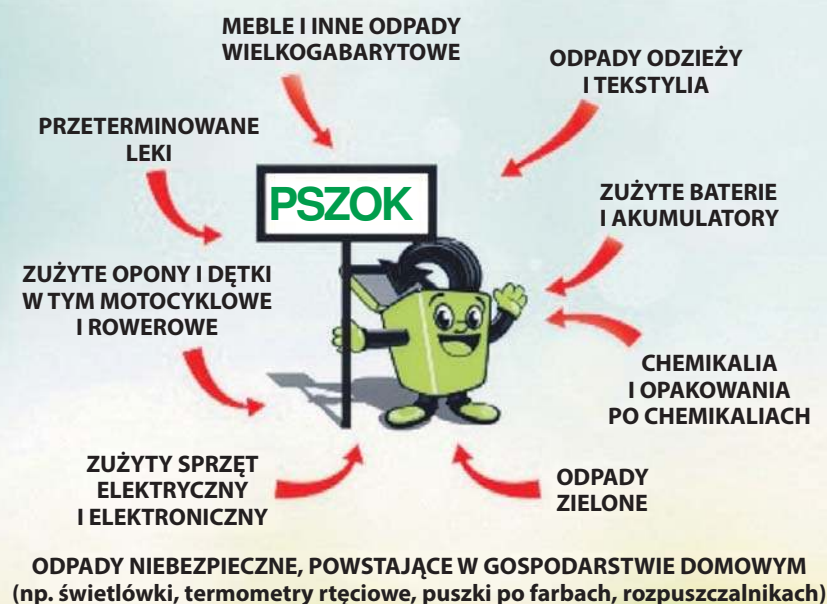 MEBLE I INNE ODPADY
WIELKOGABARYTOWE
ODPADY ODZIEŻY
I TEKSTYLIA
PRZETERMINOWANE
LEKI
PSZOK
ZUŻYTE BATERIE
I AKUMULATORY
ZUŻYTE OPONY I DĘTKI
W TYM MOTOCYKLOWE
I ROWEROWE
CHEMIKALIA
I OPAKOWANIA
PO CHEMIKALIACH
ZUŻYTY SPRZĘT
ELEKTRYCZNY
I ELEKTRONICZNY
ODPADY
ZIELONE
ODPADY NIEBEZPIECZNE, POWSTAJĄCE W GOSPODARSTWIE DOMOWYM
(np. świetlówki, termometry rtęciowe, puszki po farbach, rozpuszczalnikach)